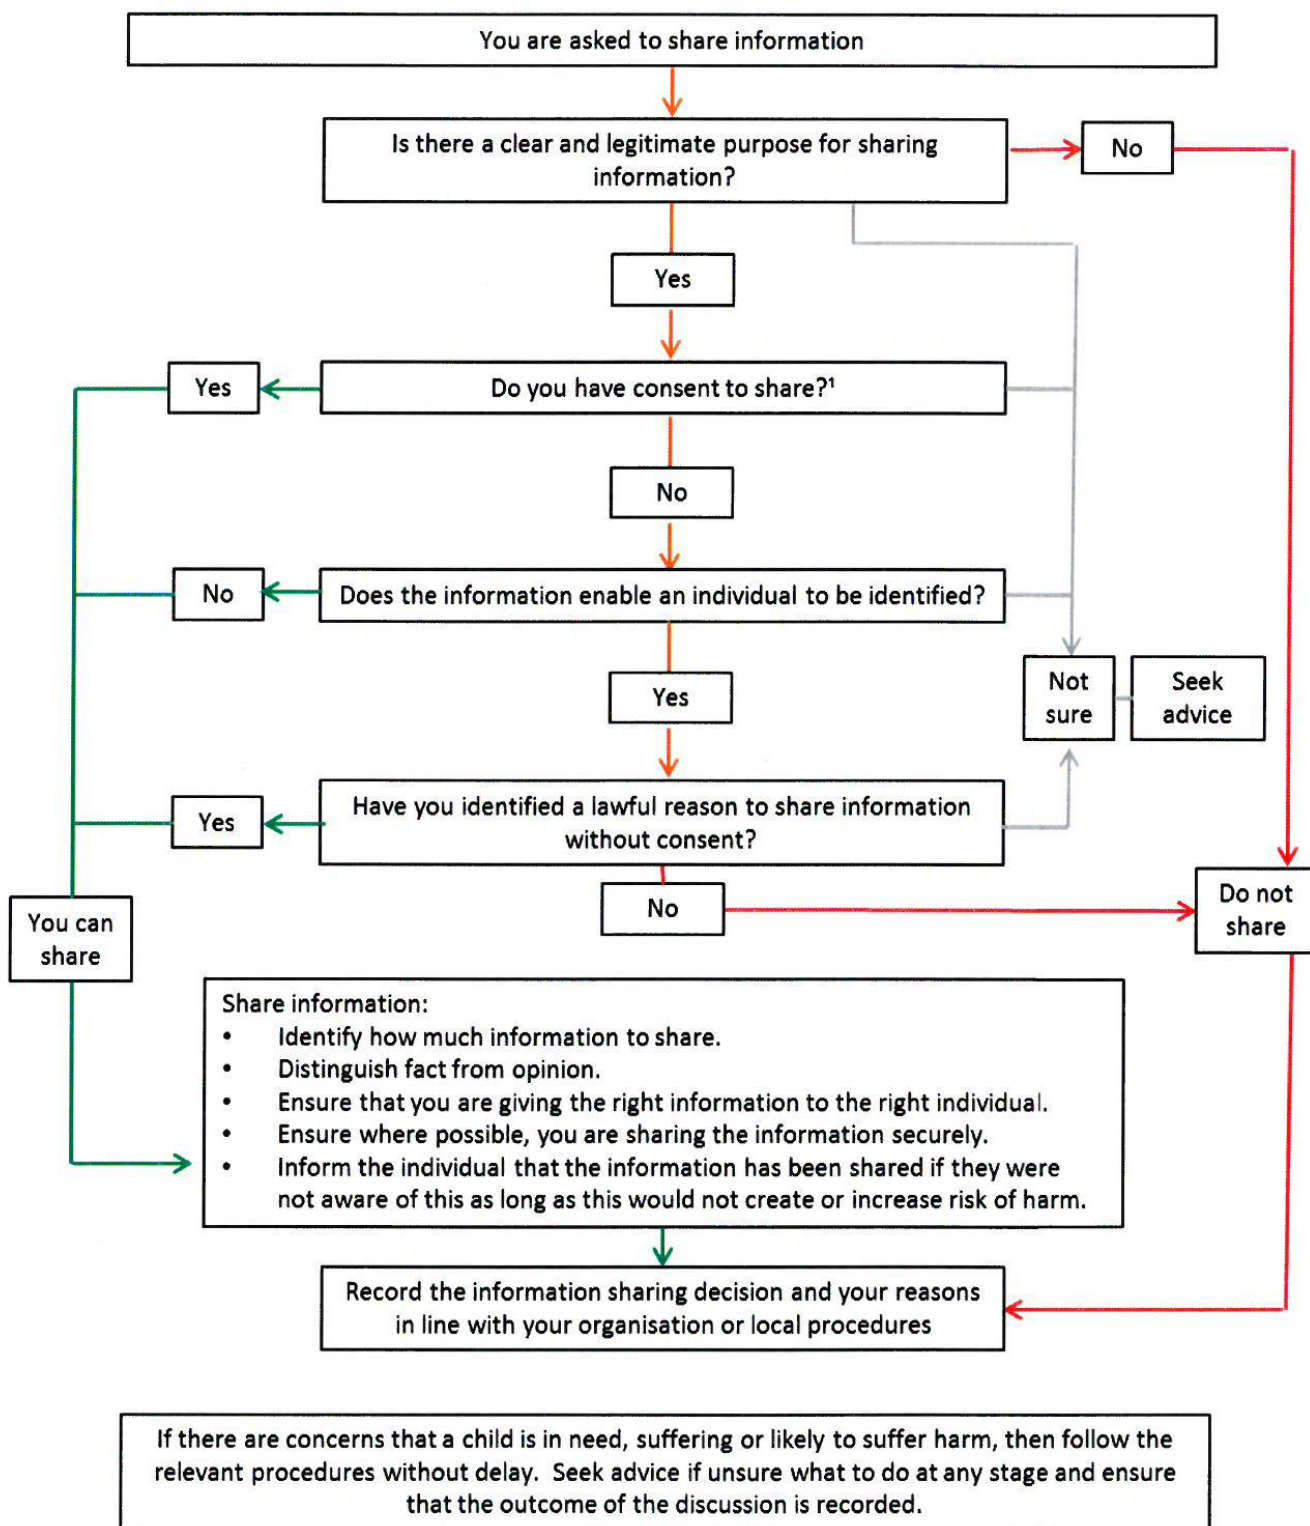 You are asked to share information
Is there a clear and legitimate purpose for sharing
information?
No
Yes
Yes
Do you have consent to share?¹
No
No
Does the information enable an individual to be identified?
Yes
Not
sure
Seek
advice
Yes
Have you identified a lawful reason to share information
without consent?
No
Do not
share
You can
share
Share information:
• Identify how much information to share.
• Distinguish fact from opinion.
• Ensure that you are giving the right information to the right individual.
• Ensure where possible, you are sharing the information securely.
• Inform the individual that the information has been shared if they were
not aware of this as long as this would not create or increase risk of harm.
Record the information sharing decision and your reasons
in line with your organisation or local procedures
If there are concerns that a child is in need, suffering or likely to suffer harm, then follow the
relevant procedures without delay. Seek advice if unsure what to do at any stage and ensure
that the outcome of the discussion is recorded.